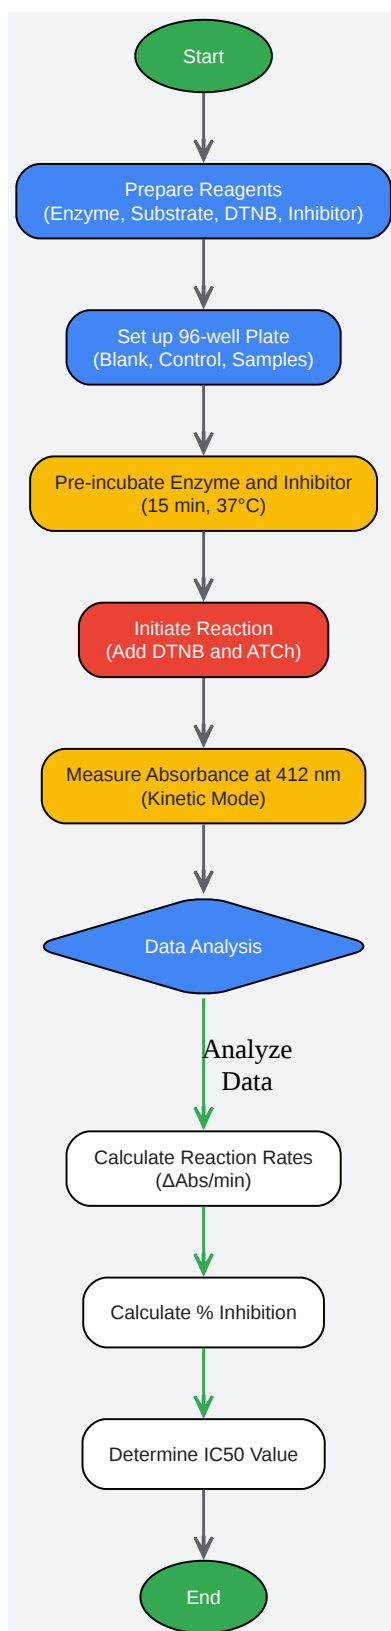 Start
Prepare Reagents
(Enzyme, Substrate, DTNB, Inhibitor)
Set up 96-well Plate
(Blank, Control, Samples)
Pre-incubate Enzyme and Inhibitor
(15 min, 37°C)
Initiate Reaction
(Add DTNB and ATCh)
Measure Absorbance at 412 nm
(Kinetic Mode)
Data Analysis
Analyze
Data
Calculate Reaction Rates
(ΔAbs/min)
Calculate % Inhibition
Determine IC50 Value
End